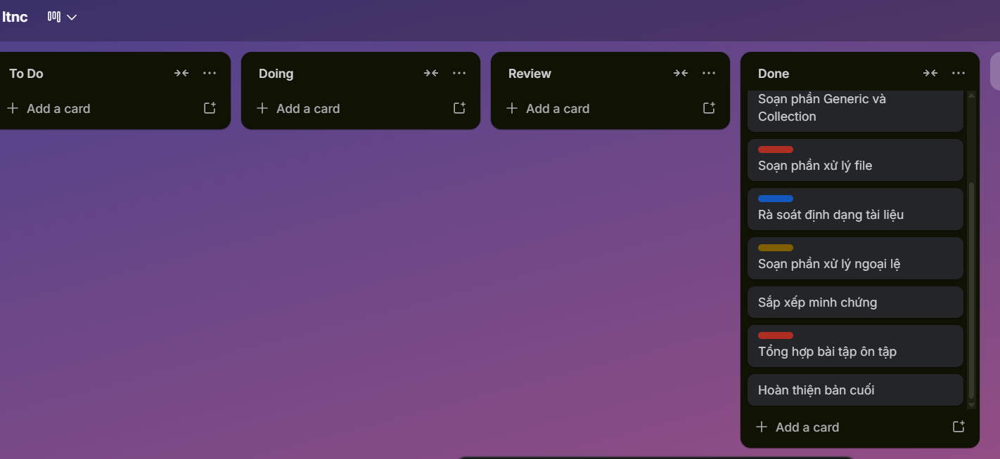 ltnc
To Do
Add a card
Doing
Add a card
Review
Add a card
Done
Soạn phần Generic và
Collection
Soạn phần xử lý file
Rà soát định dạng tài liệu
Soạn phần xử lý ngoại lệ
Sắp xếp minh chứng
Tổng hợp bài tập ôn tập
Hoàn thiện bản cuối
Add a card